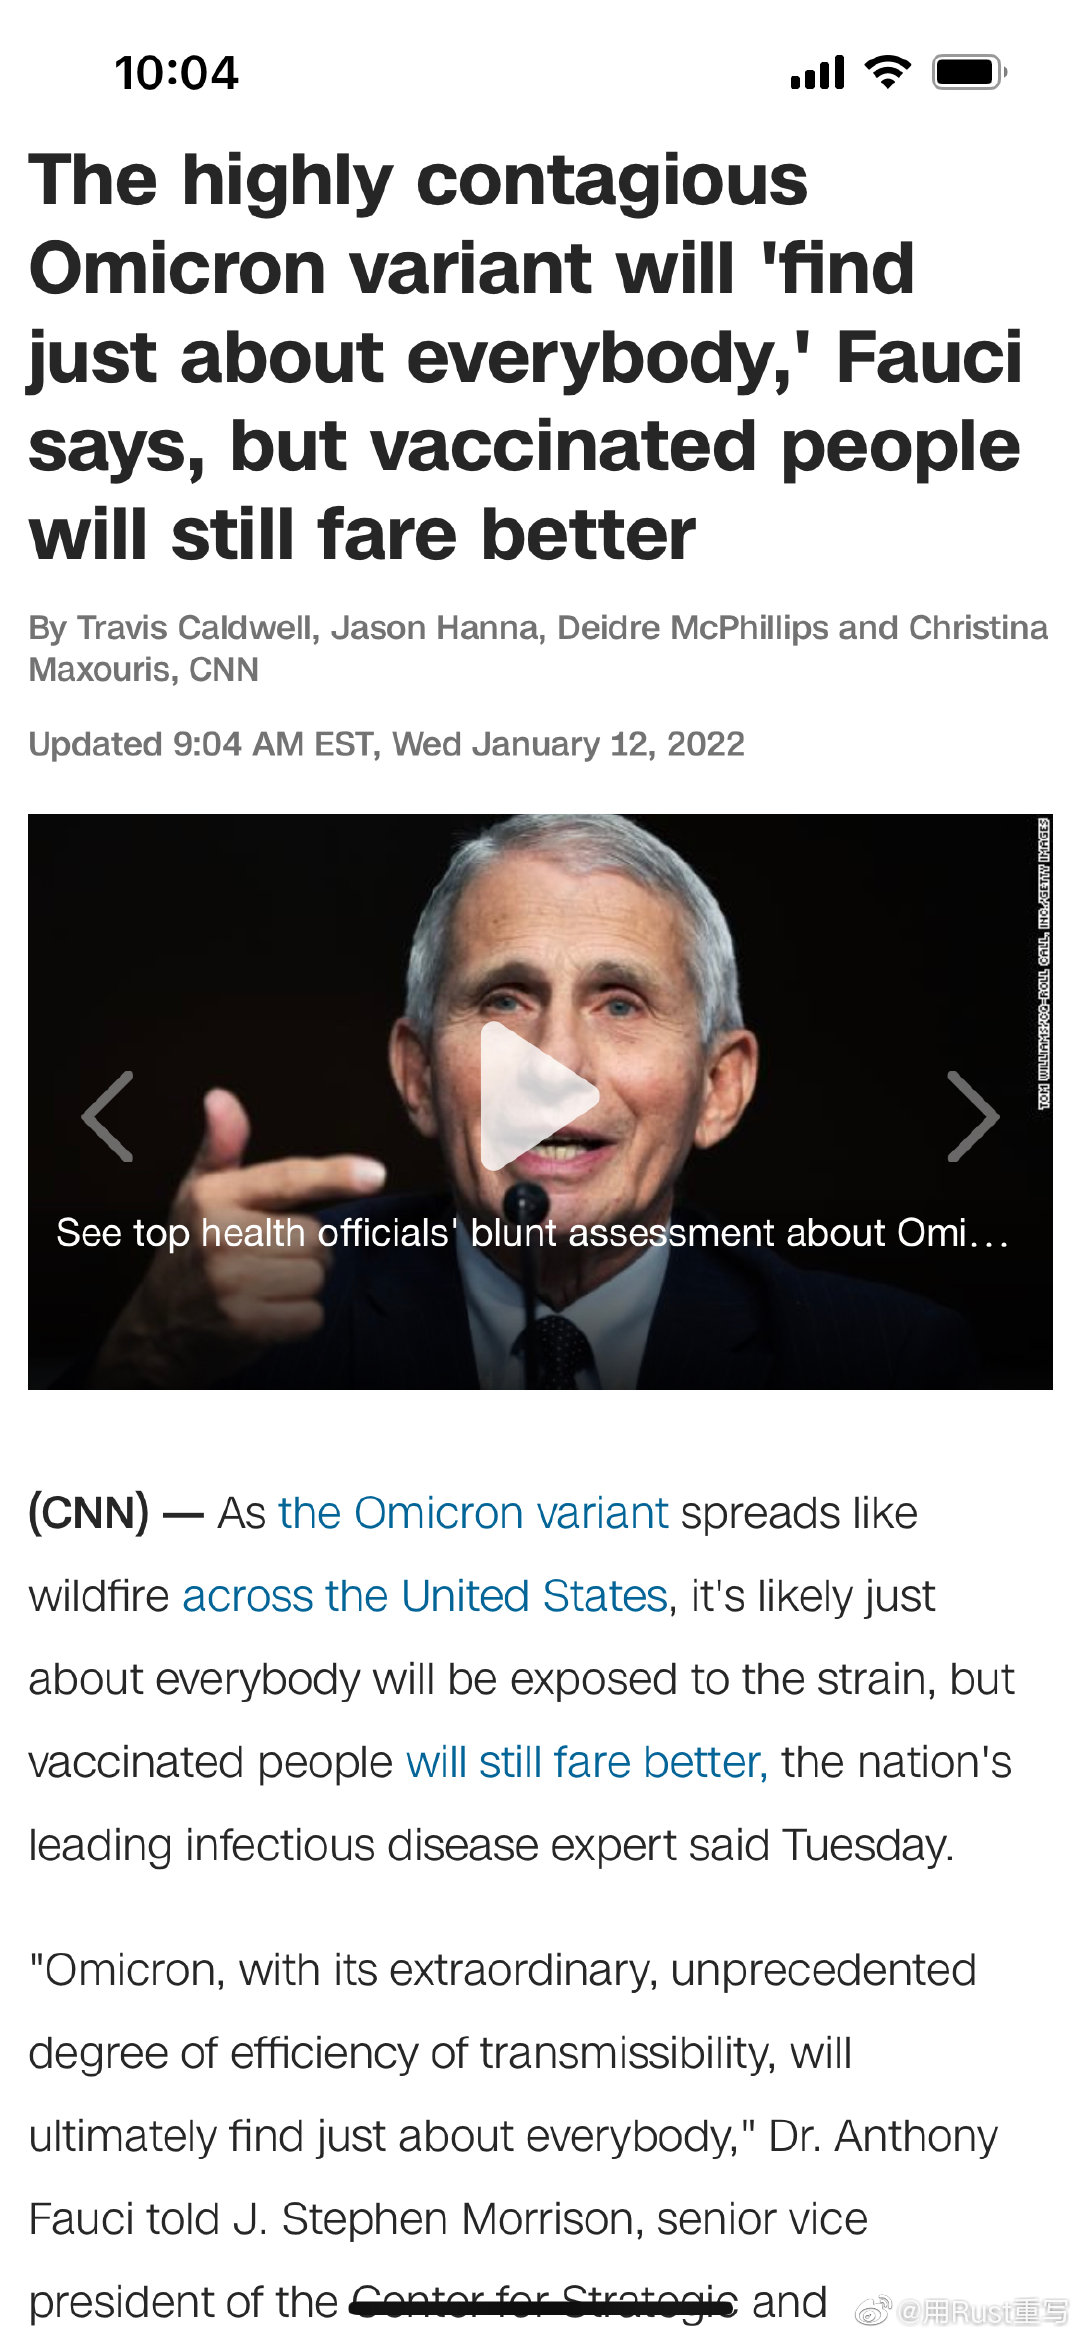 10:04
The highly contagious
Omicron variant will 'find
just about everybody,' Fauci
says, but vaccinated people
will still fare better
By Travis Caldwell, Jason Hanna, Deidre McPhillips and Christina
Maxouris, CNN
Updated 9:04 AM EST, Wed January 12, 2022
TOM WILLIAMS/CQ-ROLL CALL, INC./GETTY IMAGES
See top health officials' blunt assessment about Omi...
(CNN) — As the Omicron variant spreads like
wildfire across the United States, it's likely just
about everybody will be exposed to the strain, but
vaccinated people will still fare better, the nation's
leading infectious disease expert said Tuesday.
"Omicron, with its extraordinary, unprecedented
degree of efficiency of transmissibility, will
ultimately find just about everybody," Dr. Anthony
Fauci told J. Stephen Morrison, senior vice
president of the Center for Strategic and
@用Rust重写